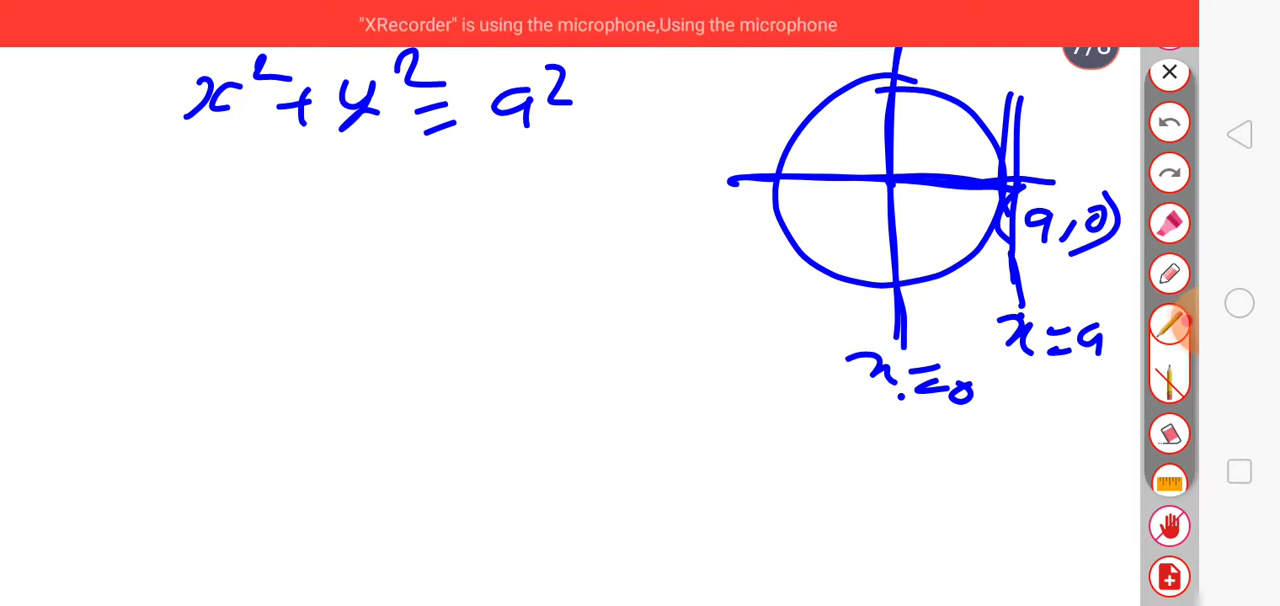 "XRecorder" is using the microphone,Using the microphone
x² + y² = a²
(a, 0)
x = a
x = 0